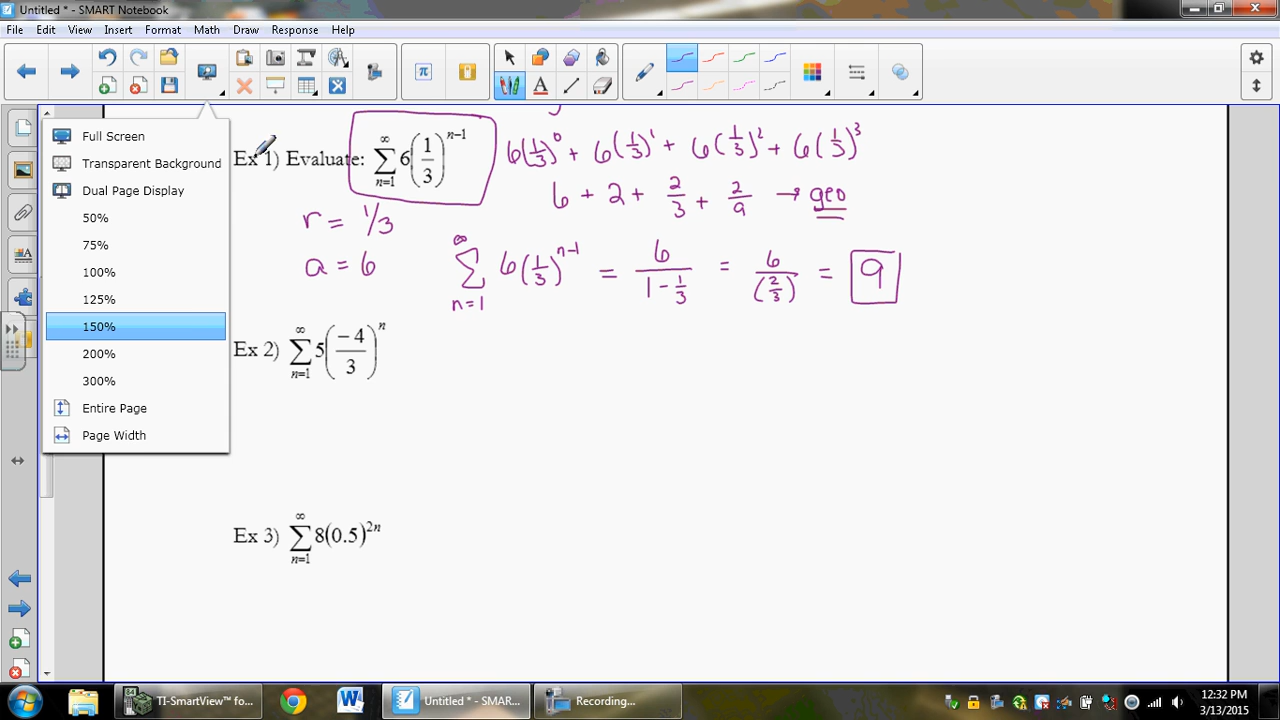 Untitled * - SMART Notebook
File Edit View Insert Format Math Draw Response Help
Full Screen
Transparent Background
Dual Page Display
50%
75%
100%
125%
150%
200%
300%
Entire Page
Page Width
Ex 1) Evaluate: ∑_{n=1}^{∞} 6(1/3)^{n−1}
6(1/3)^0 + 6(1/3)^1 + 6(1/3)^2 + 6(1/3)^3
6 + 2 + 2/3 + 2/9 → geo
r = 1/3
a = 6
∑_{n=1}^{∞} 6(1/3)^{n−1} = 6/(1 − 1/3) = 6/(2/3) = 9
Ex 2) ∑_{n=1}^{∞} 5(−4/3)^n
Ex 3) ∑_{n=1}^{∞} 8(0.5)^{2n}
TI-SmartView™ fo... Untitled * - SMAR... Recording...
12:32 PM
3/13/2015